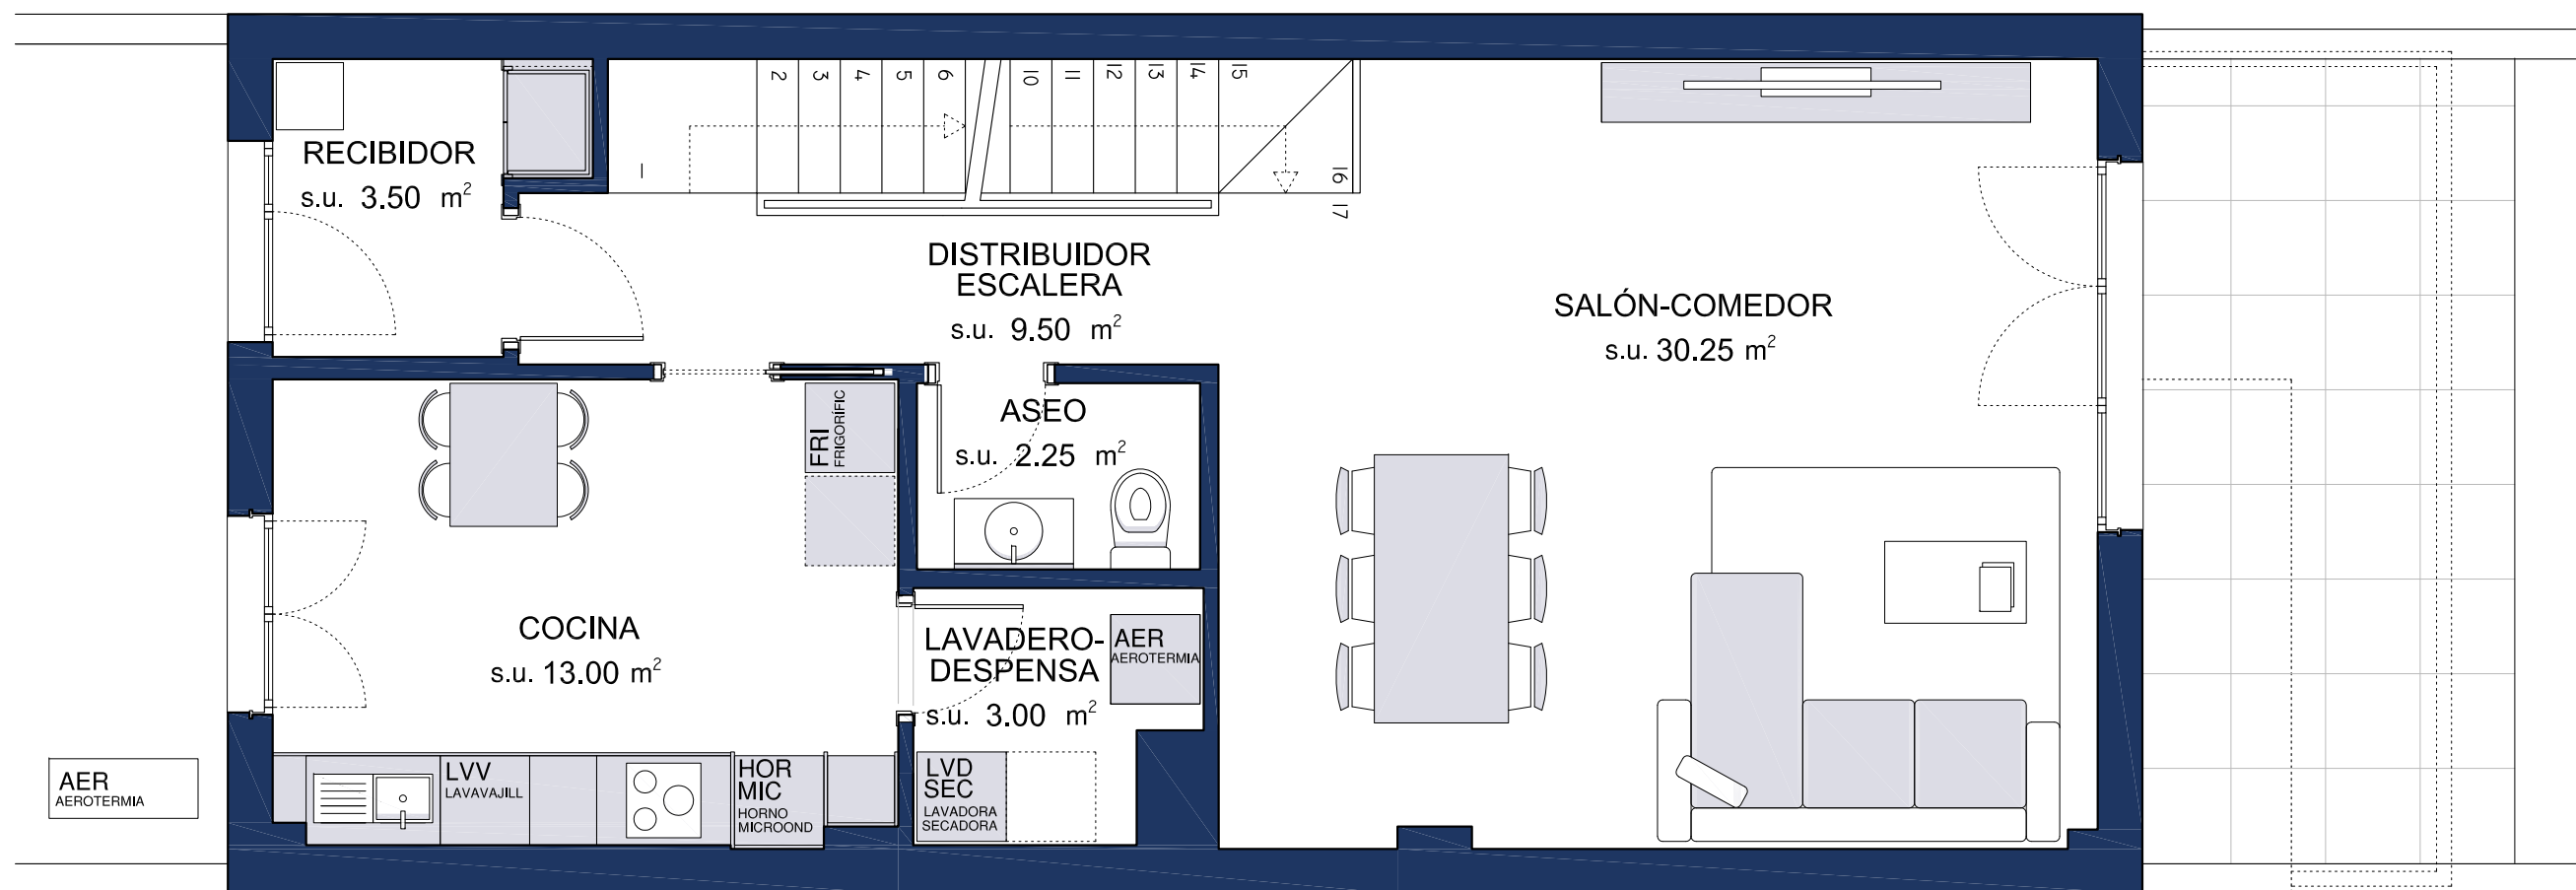 2
3
4
5
6
10
11
12
13
14
15
1
16
17
RECIBIDOR
s.u. 3.50 m²
DISTRIBUIDOR
ESCALERA
s.u. 9.50 m²
SALÓN-COMEDOR
s.u. 30.25 m²
FRI
FRIGORÍFIC
ASEO
s.u. 2.25 m²
COCINA
s.u. 13.00 m²
LAVADERO-
DESPENSA
s.u. 3.00 m²
AER
AEROTERMIA
AER
AEROTERMIA
LVV
LAVAVAJILL
HOR
MIC
HORNO
MICROOND
LVD
SEC
LAVADORA
SECADORA